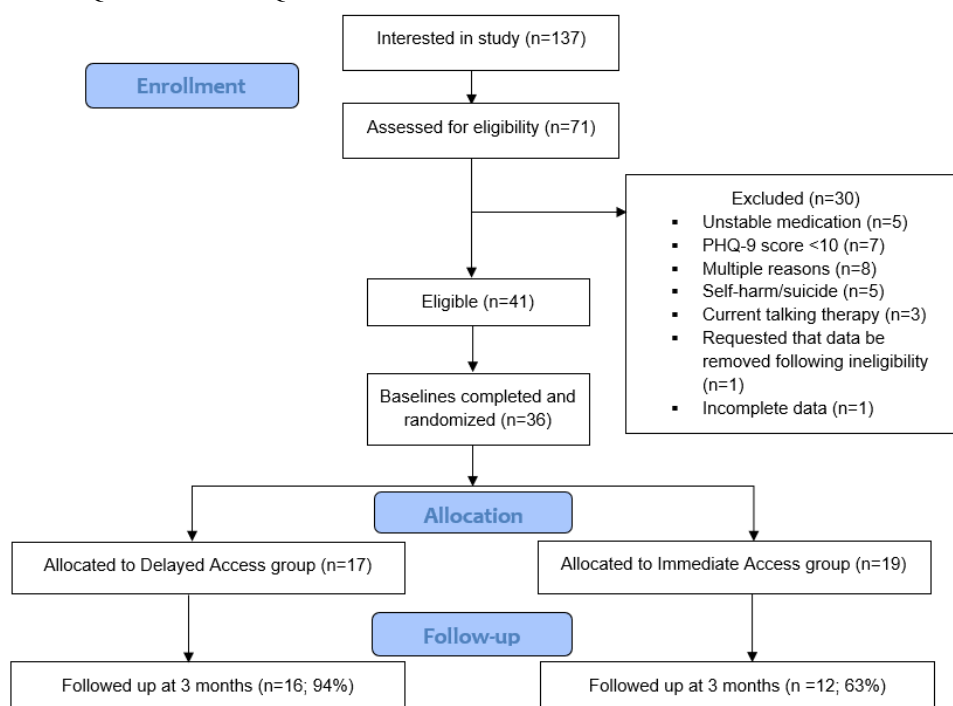 Interested in study (n=137)
Enrollment
Assessed for eligibility (n=71)
Excluded (n=30)
▪ Unstable medication (n=5)
▪ PHQ-9 score <10 (n=7)
▪ Multiple reasons (n=8)
▪ Self-harm/suicide (n=5)
▪ Current talking therapy (n=3)
▪ Requested that data be
removed following ineligibility
(n=1)
▪ Incomplete data (n=1)
Eligible (n=41)
Baselines completed and
randomized (n=36)
Allocation
Allocated to Delayed Access group (n=17)
Allocated to Immediate Access group (n=19)
Follow-up
Followed up at 3 months (n=16; 94%)
Followed up at 3 months (n =12; 63%)